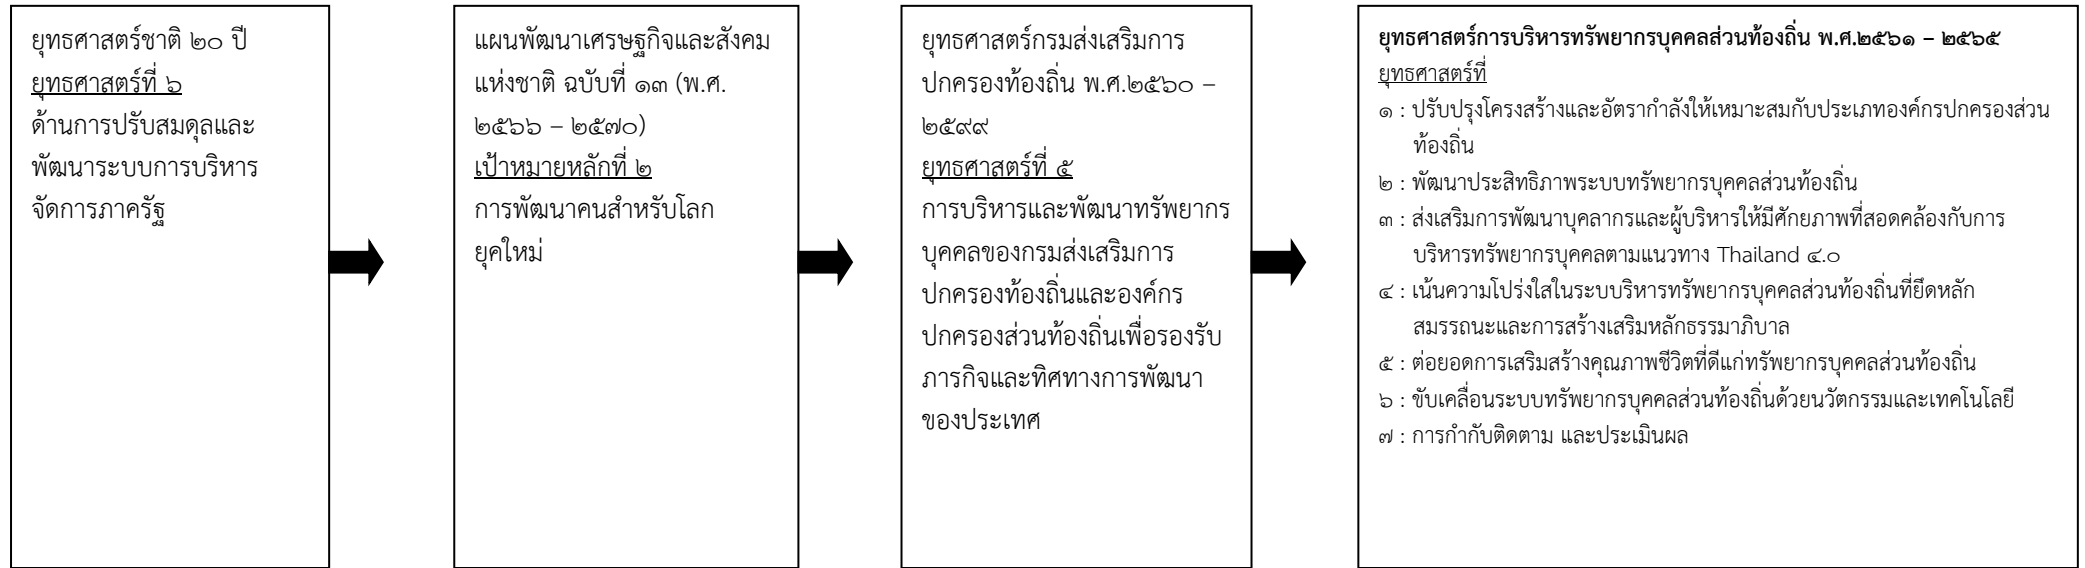 ยุทธศาสตร์ชาติ ๒๐ ปี
ยุทธศาสตร์ที่ ๖
ด้านการปรับสมดุลและ
พัฒนาระบบการบริหาร
จัดการภาครัฐ
แผนพัฒนาเศรษฐกิจและสังคม
แห่งชาติ ฉบับที่ ๑๓ (พ.ศ.
๒๕๖๖ – ๒๕๗๐)
เป้าหมายหลักที่ ๒
การพัฒนาคนสำหรับโลก
ยุคใหม่
ยุทธศาสตร์กรมส่งเสริมการ
ปกครองท้องถิ่น พ.ศ.๒๕๖๐ –
๒๕๙๙
ยุทธศาสตร์ที่ ๕
การบริหารและพัฒนาทรัพยากร
บุคคลของกรมส่งเสริมการ
ปกครองท้องถิ่นและองค์กร
ปกครองส่วนท้องถิ่นเพื่อรองรับ
ภารกิจและทิศทางการพัฒนา
ของประเทศ
ยุทธศาสตร์การบริหารทรัพยากรบุคคลส่วนท้องถิ่น พ.ศ.๒๕๖๑ – ๒๕๖๕
ยุทธศาสตร์ที่
๑ : ปรับปรุงโครงสร้างและอัตรากำลังให้เหมาะสมกับประเภทองค์กรปกครองส่วน
ท้องถิ่น
๒ : พัฒนาประสิทธิภาพระบบทรัพยากรบุคคลส่วนท้องถิ่น
๓ : ส่งเสริมการพัฒนาบุคลากรและผู้บริหารให้มีศักยภาพที่สอดคล้องกับการ
บริหารทรัพยากรบุคคลตามแนวทาง Thailand ๔.๐
๔ : เน้นความโปร่งใสในระบบบริหารทรัพยากรบุคคลส่วนท้องถิ่นที่ยึดหลัก
สมรรถนะและการสร้างเสริมหลักธรรมาภิบาล
๕ : ต่อยอดการเสริมสร้างคุณภาพชีวิตที่ดีแก่ทรัพยากรบุคคลส่วนท้องถิ่น
๖ : ขับเคลื่อนระบบทรัพยากรบุคคลส่วนท้องถิ่นด้วยนวัตกรรมและเทคโนโลยี
๗ : การกำกับติดตาม และประเมินผล